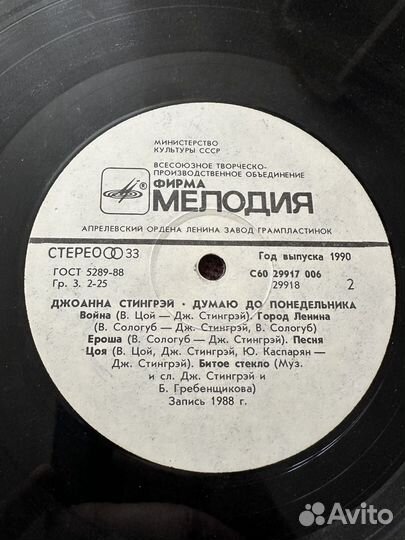 МИНИСТЕРСТВО
КУЛЬТУРЫ СССР
ВСЕСОЮЗНОЕ ТВОРЧЕСКО-
ПРОИЗВОДСТВЕННОЕ ОБЪЕДИНЕНИЕ
ФИРМА
МЕЛОДИЯ
®
АПРЕЛЕВСКИЙ ОРДЕНА ЛЕНИНА ЗАВОД ГРАМПЛАСТИНОК
СТЕРЕО 33 Год выпуска 1990
ГОСТ 5289-88 С60 29917 006
Гр. 3. 2-25 29918 2
ДЖОАННА СТИНГРЭЙ · ДУМАЮ ДО ПОНЕДЕЛЬНИКА
Война (В. Цой — Дж. Стингрэй). Город Ленина
(В. Сологуб — Дж. Стингрэй, В. Сологуб)
Ероша (В. Сологуб — Дж. Стингрэй). Песня
Цоя (В. Цой, Дж. Стингрэй, Ю. Каспарян —
Дж. Стингрэй). Битое стекло (Муз.
и сл. Дж. Стингрэй и
Б. Гребенщикова)
Запись 1988 г.
Avito